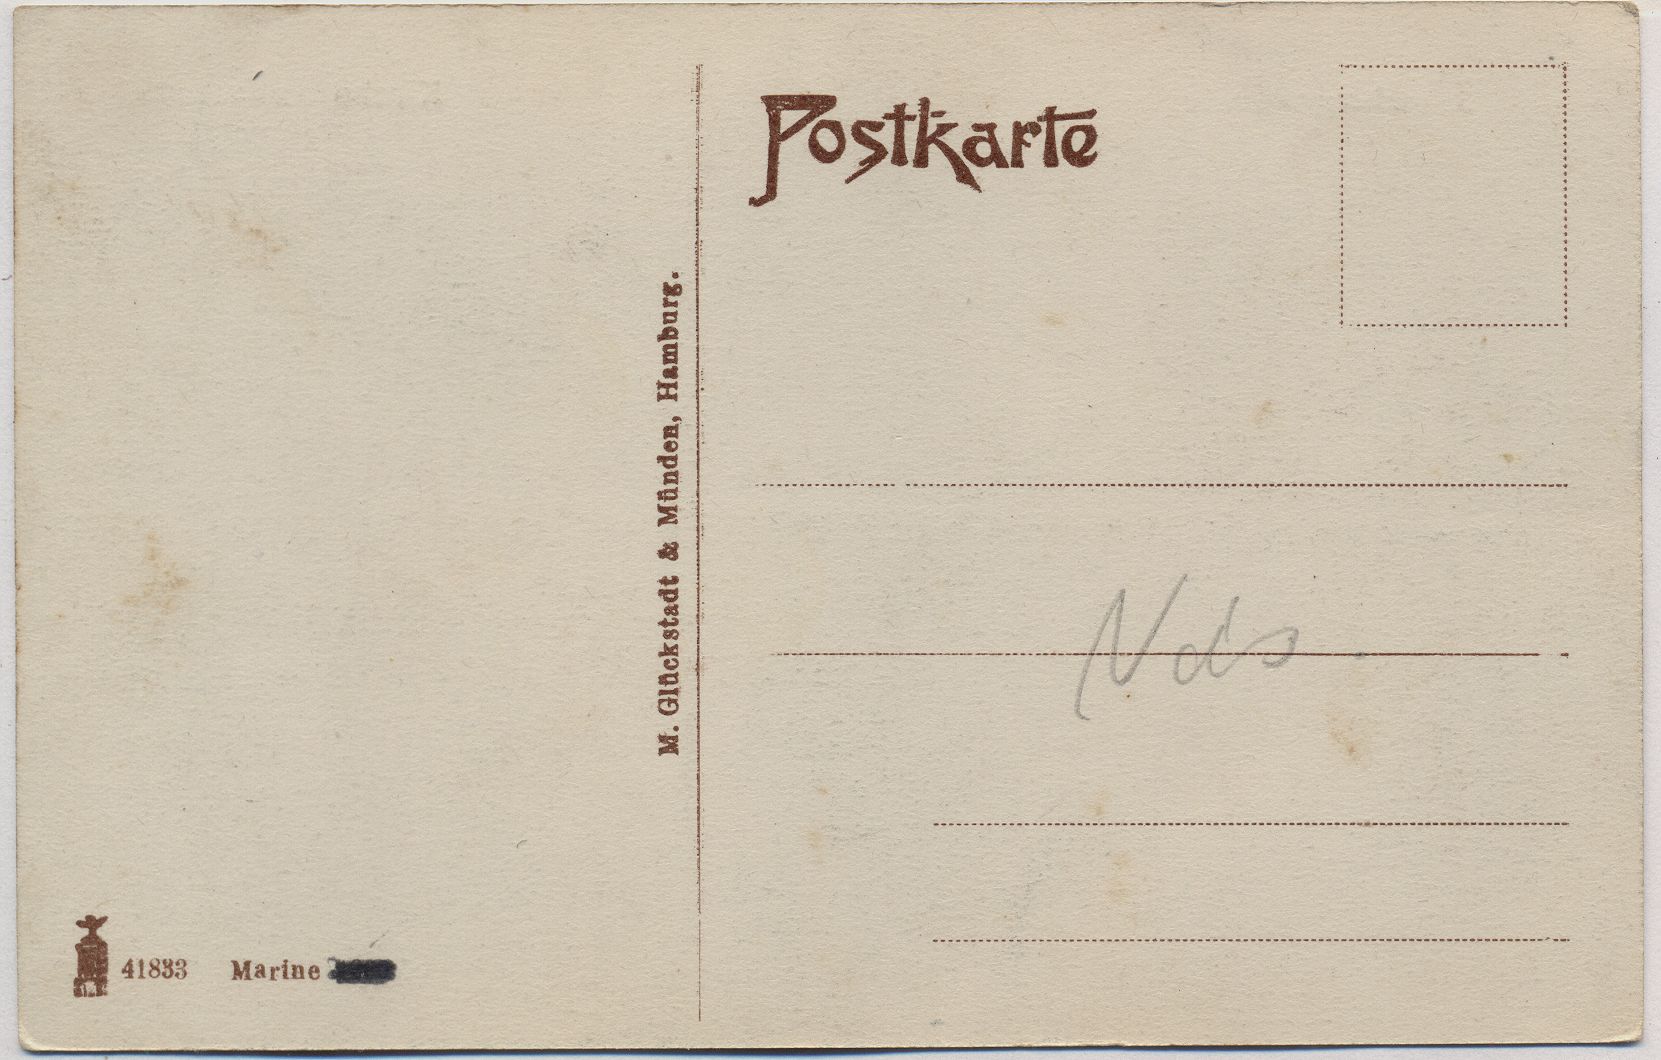 Postkarte
M. Glückstadt & Münden, Hamburg.
Nds.
41833 Marine